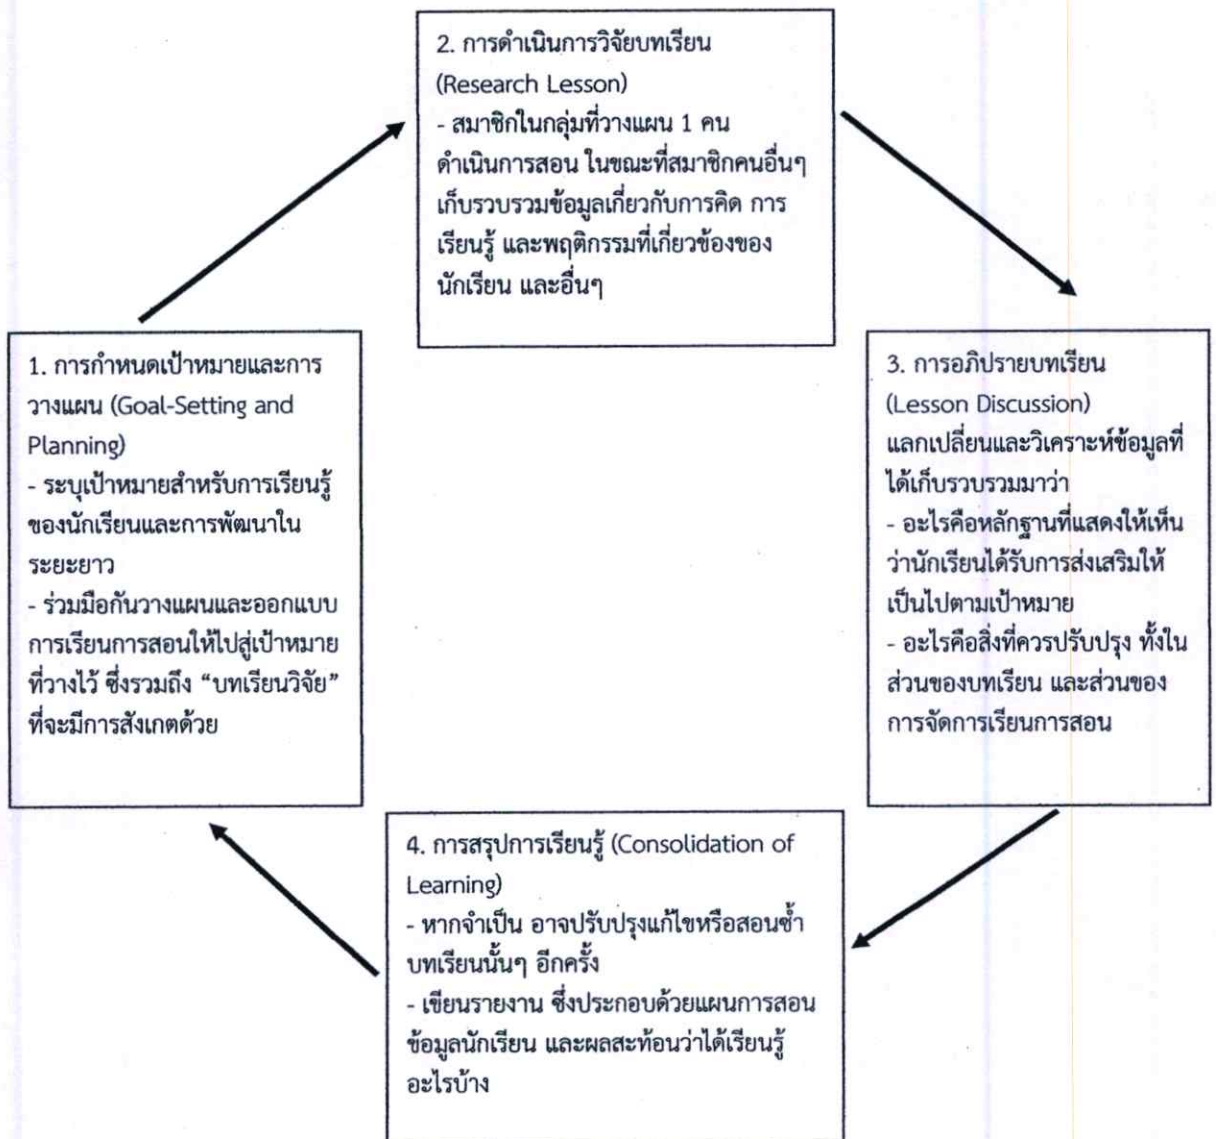 2. การดำเนินการวิจัยบทเรียน
(Research Lesson)
- สมาชิกในกลุ่มที่วางแผน 1 คน
ดำเนินการสอน ในขณะที่สมาชิกคนอื่นๆ
เก็บรวบรวมข้อมูลเกี่ยวกับการคิด การ
เรียนรู้ และพฤติกรรมที่เกี่ยวข้องของ
นักเรียน และอื่นๆ
1. การกำหนดเป้าหมายและการ
วางแผน (Goal-Setting and
Planning)
- ระบุเป้าหมายสำหรับการเรียนรู้
ของนักเรียนและการพัฒนาใน
ระยะยาว
- ร่วมมือกันวางแผนและออกแบบ
การเรียนการสอนให้ไปสู่เป้าหมาย
ที่วางไว้ ซึ่งรวมถึง “บทเรียนวิจัย”
ที่จะมีการสังเกตด้วย
3. การอภิปรายบทเรียน
(Lesson Discussion)
แลกเปลี่ยนและวิเคราะห์ข้อมูลที่
ได้เก็บรวบรวมมาว่า
- อะไรคือหลักฐานที่แสดงให้เห็น
ว่านักเรียนได้รับการส่งเสริมให้
เป็นไปตามเป้าหมาย
- อะไรคือสิ่งที่ควรปรับปรุง ทั้งใน
ส่วนของบทเรียน และส่วนของ
การจัดการเรียนการสอน
4. การสรุปการเรียนรู้ (Consolidation of
Learning)
- หากจำเป็น อาจปรับปรุงแก้ไขหรือสอนซ้ำ
บทเรียนนั้นๆ อีกครั้ง
- เขียนรายงาน ซึ่งประกอบด้วยแผนการสอน
ข้อมูลนักเรียน และผลสะท้อนว่าได้เรียนรู้
อะไรบ้าง